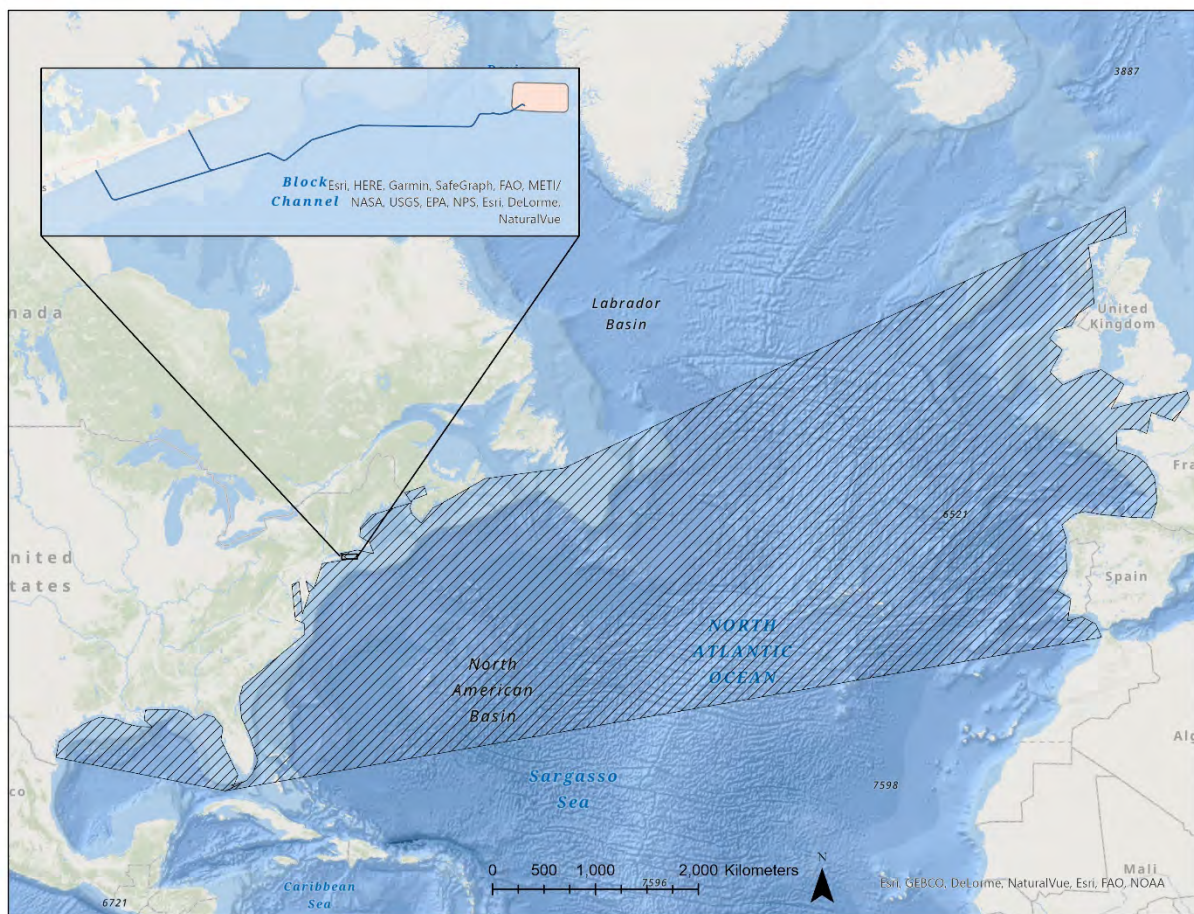 3887
Block
Channel
Esri, HERE, Garmin, SafeGraph, FAO, METI/
NASA, USGS, EPA, NPS, Esri, DeLorme,
NaturalVue
Labrador
Basin
United
Kingdom
nada
Fra
6521
nited
tates
Spain
NORTH
ATLANTIC
OCEAN
North
American
Basin
Sargasso
Sea
7598
Alg
co
0 500 1,000 2,000 Kilometers
7596
N
Mali
Esri, GEBCO, DeLorme, NaturalVue, Esri, FAO, NOAA
Caribbean
Sea
6721